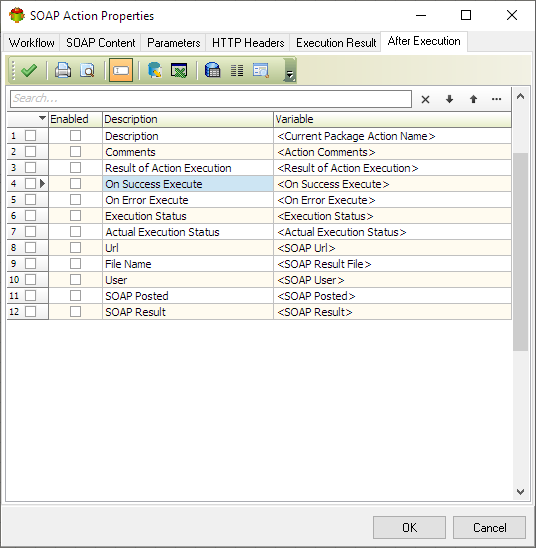 SOAP Action Properties
Workflow SOAP Content Parameters HTTP Headers Execution Result After Execution
Search...
Enabled Description Variable
1 Description <Current Package Action Name>
2 Comments <Action Comments>
3 Result of Action Execution <Result of Action Execution>
4 On Success Execute <On Success Execute>
5 On Error Execute <On Error Execute>
6 Execution Status <Execution Status>
7 Actual Execution Status <Actual Execution Status>
8 Url <SOAP Url>
9 File Name <SOAP Result File>
10 User <SOAP User>
11 SOAP Posted <SOAP Posted>
12 SOAP Result <SOAP Result>
OK Cancel